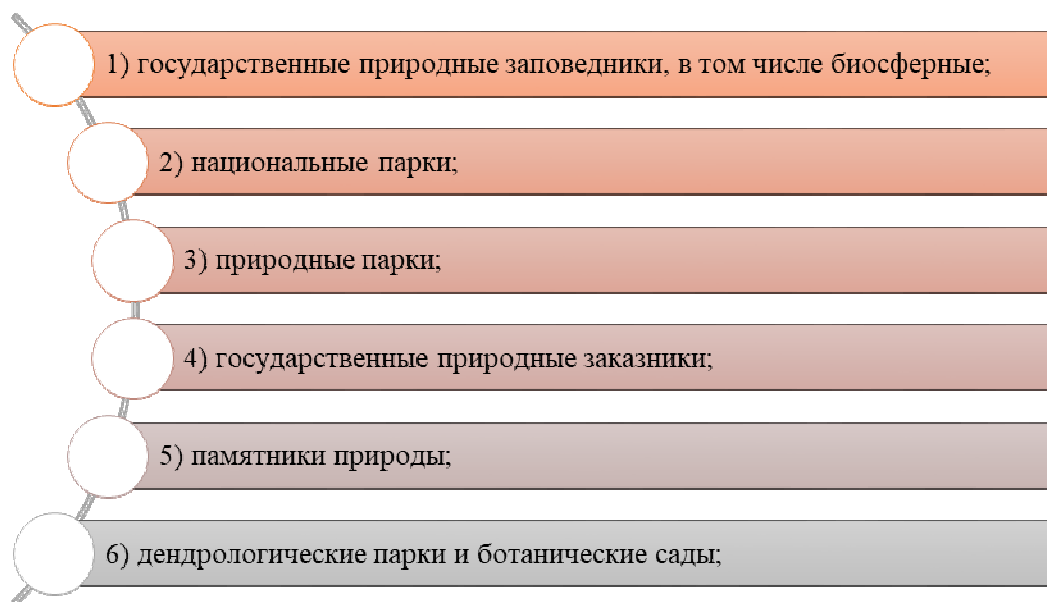 1) государственные природные заповедники, в том числе биосферные;
2) национальные парки;
3) природные парки;
4) государственные природные заказники;
5) памятники природы;
6) дендрологические парки и ботанические сады;